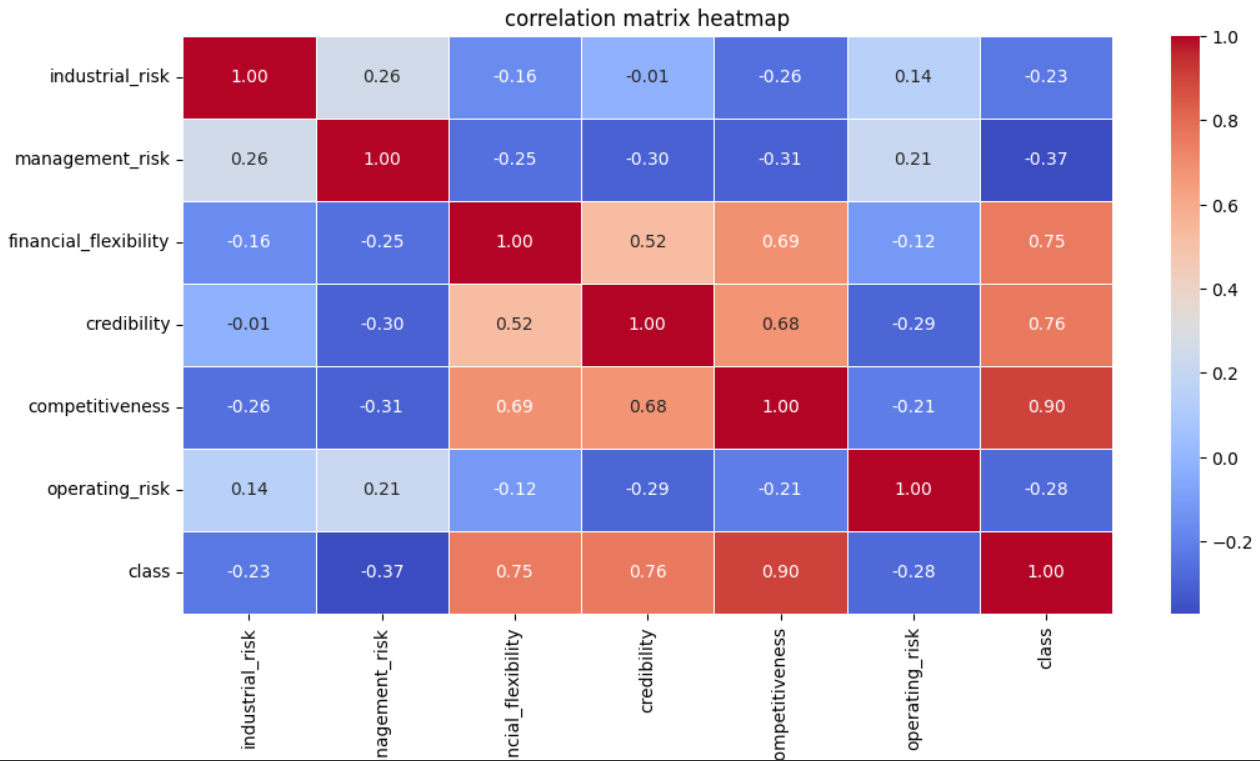 correlation matrix heatmap
industrial_risk 1.00 0.26 -0.16 -0.01 -0.26 0.14 -0.23
management_risk 0.26 1.00 -0.25 -0.30 -0.31 0.21 -0.37
financial_flexibility -0.16 -0.25 1.00 0.52 0.69 -0.12 0.75
credibility -0.01 -0.30 0.52 1.00 0.68 -0.29 0.76
competitiveness -0.26 -0.31 0.69 0.68 1.00 -0.21 0.90
operating_risk 0.14 0.21 -0.12 -0.29 -0.21 1.00 -0.28
class -0.23 -0.37 0.75 0.76 0.90 -0.28 1.00
industrial_risk
nagement_risk
ncial_flexibility
credibility
ompetitiveness
operating_risk
class
1.0
0.8
0.6
0.4
0.2
0.0
−0.2